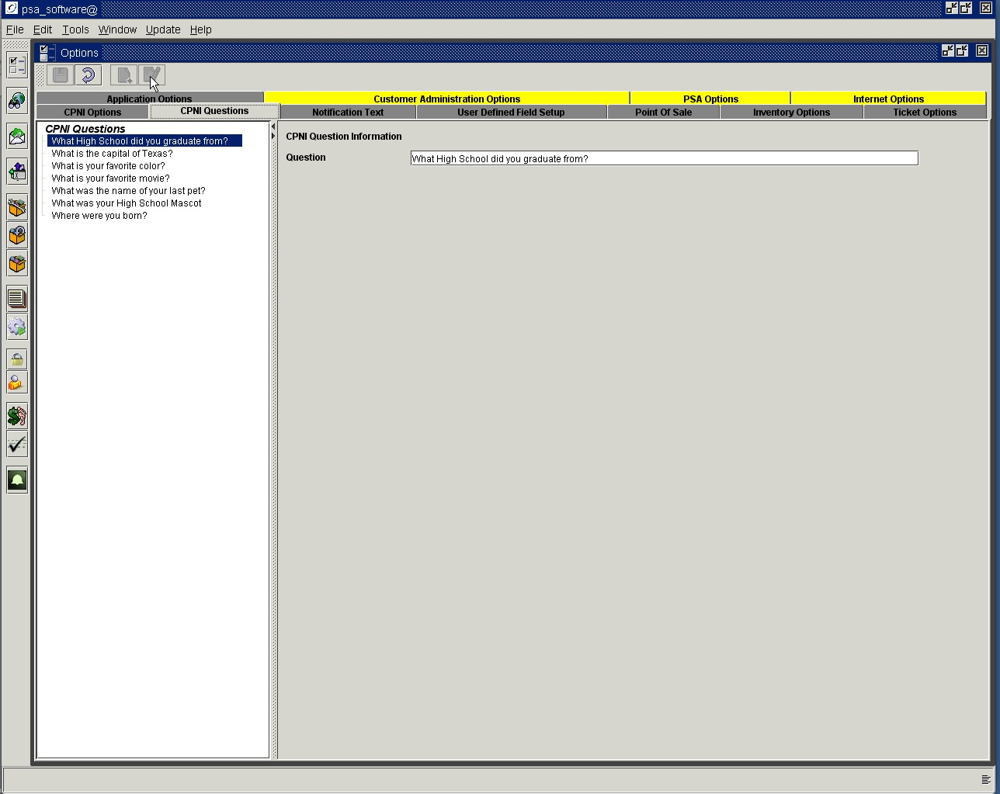 psa_software@
File Edit Tools Window Update Help
Options
Application Options Customer Administration Options PSA Options Internet Options
CPNI Options CPNI Questions Notification Text User Defined Field Setup Point Of Sale Inventory Options Ticket Options
CPNI Questions
What High School did you graduate from?
What is the capital of Texas?
What is your favorite color?
What is your favorite movie?
What was the name of your last pet?
What was your High School Mascot
Where were you born?
CPNI Question Information
Question What High School did you graduate from?